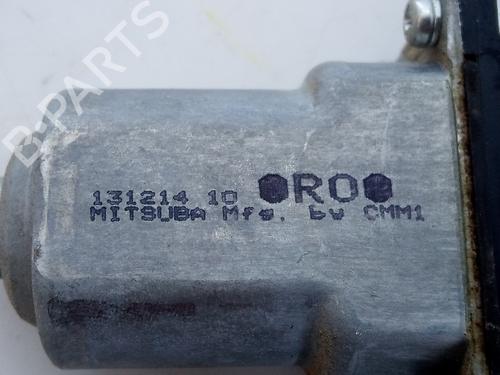 B-PARTS
131214 10 ●RO●
MITSUBA Mfg. by CMM1